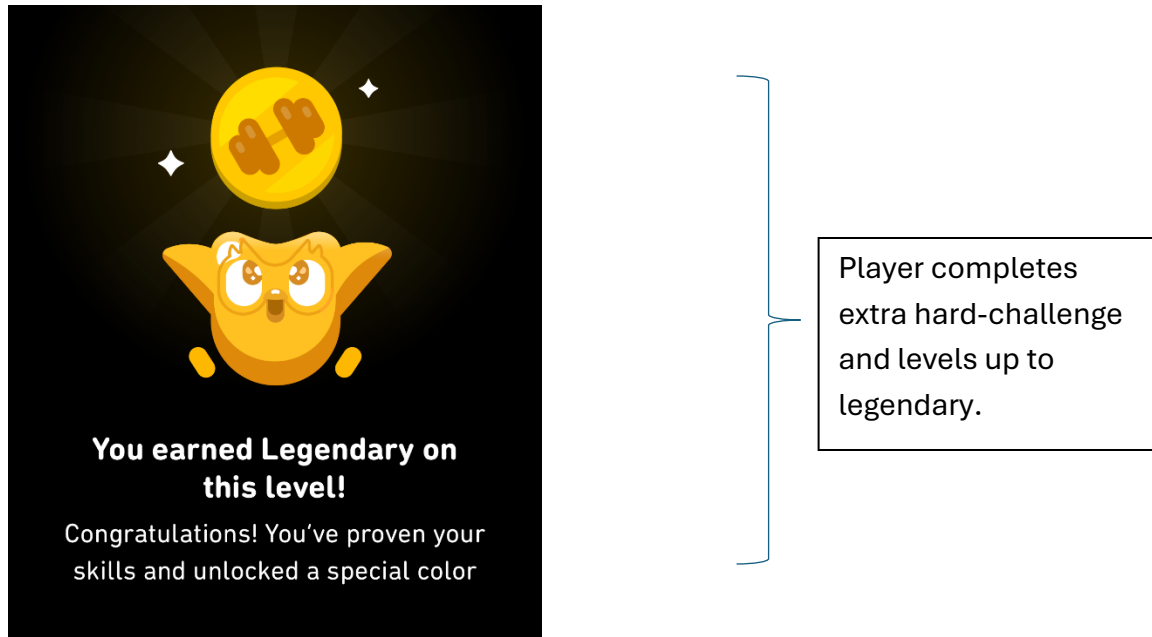 You earned Legendary on
this level!
Congratulations! You've proven your
skills and unlocked a special color
Player completes
extra hard-challenge
and levels up to
legendary.